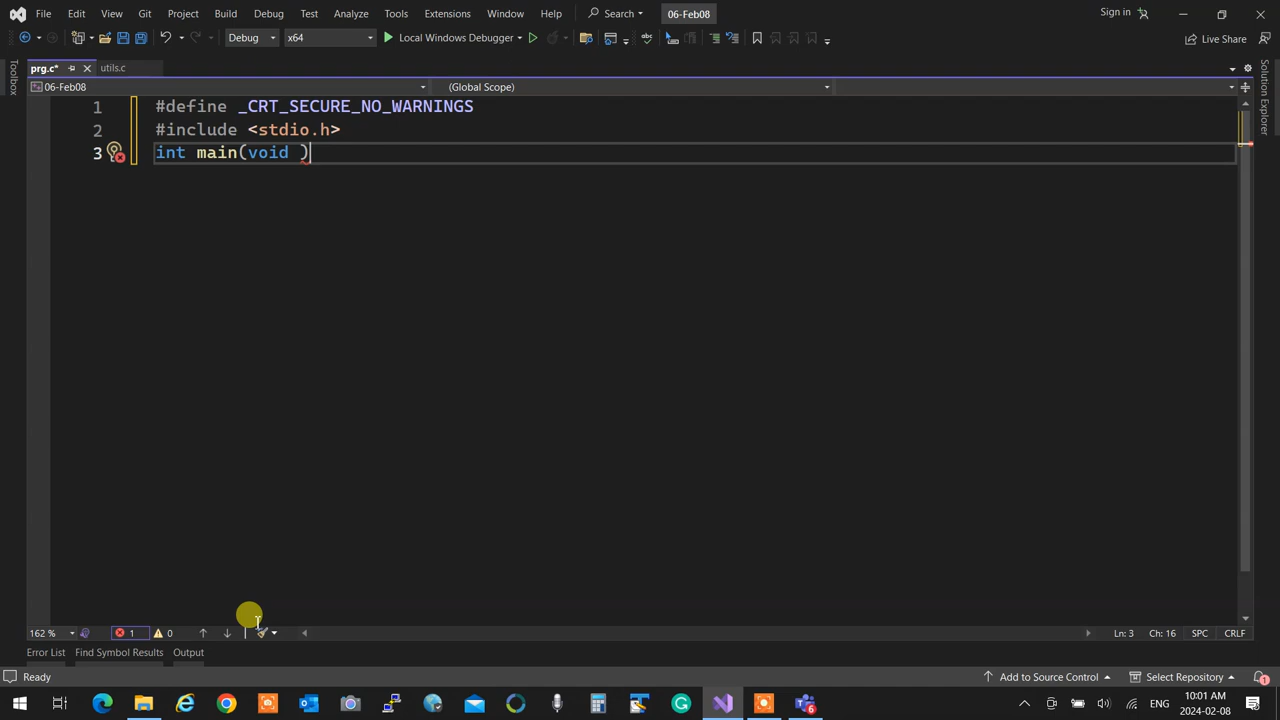 File Edit View Git Project Build Debug Test Analyze Tools Extensions Window Help Search 06-Feb08 Sign in
Debug x64 Local Windows Debugger Live Share
Toolbox
prg.c* utils.c
06-Feb08 (Global Scope)
Solution Explorer
1 #define _CRT_SECURE_NO_WARNINGS
2 #include <stdio.h>
3 int main(void )
162 % 1 0 Ln: 3 Ch: 16 SPC CRLF
Error List Find Symbol Results Output
Ready Add to Source Control Select Repository 1
6 ENG 10:01 AM
2024-02-08